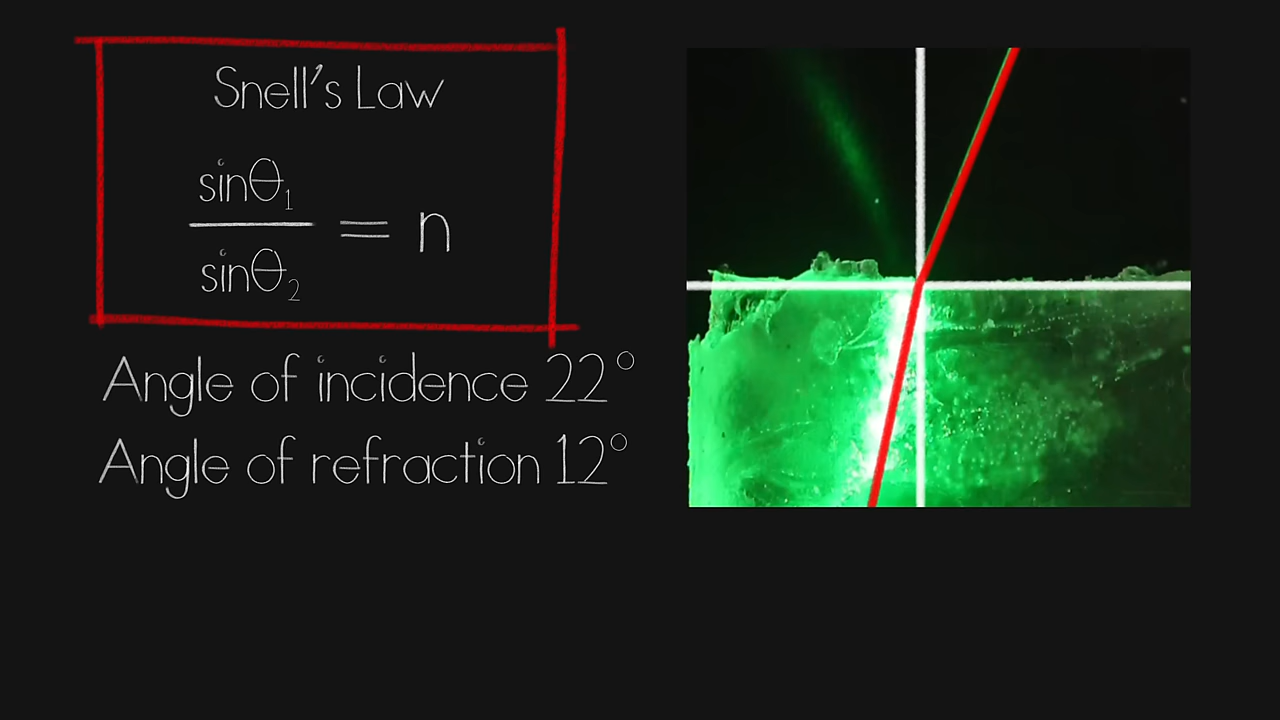 Snell's Law
sinθ₁
sinθ₂
= n
Angle of incidence 22°
Angle of refraction 12°